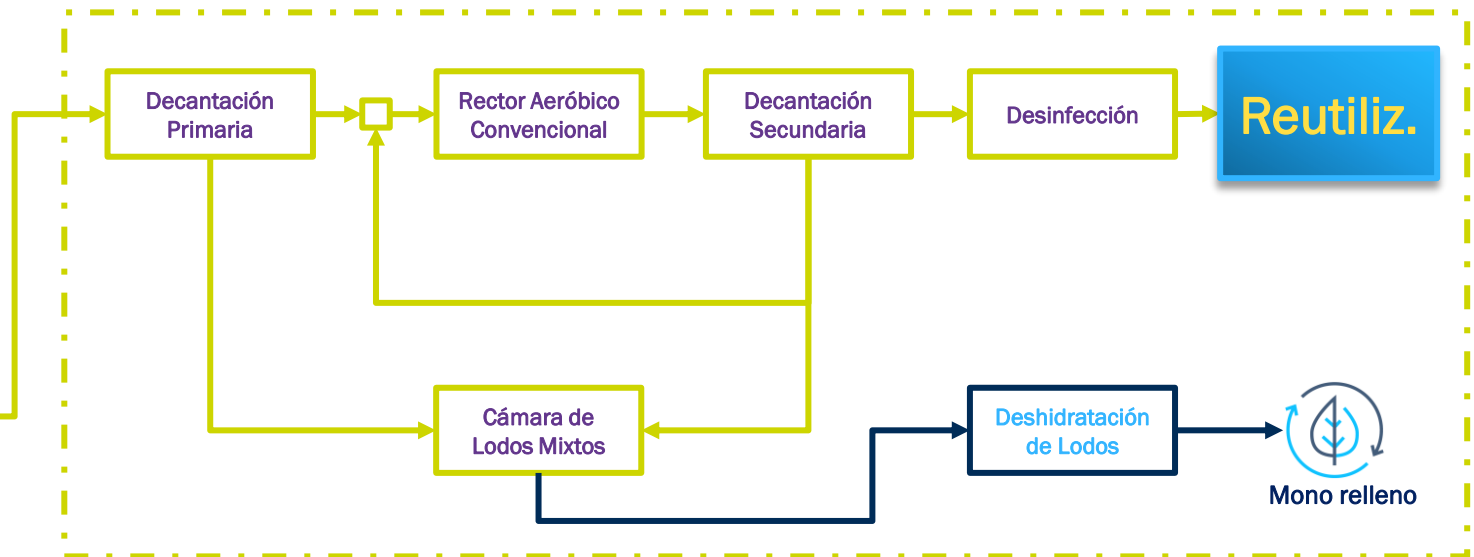 Decantación
Primaria
Rector Aeróbico
Convencional
Decantación
Secundaria
Desinfección
Reutiliz.
Cámara de
Lodos Mixtos
Deshidratación
de Lodos
Mono relleno